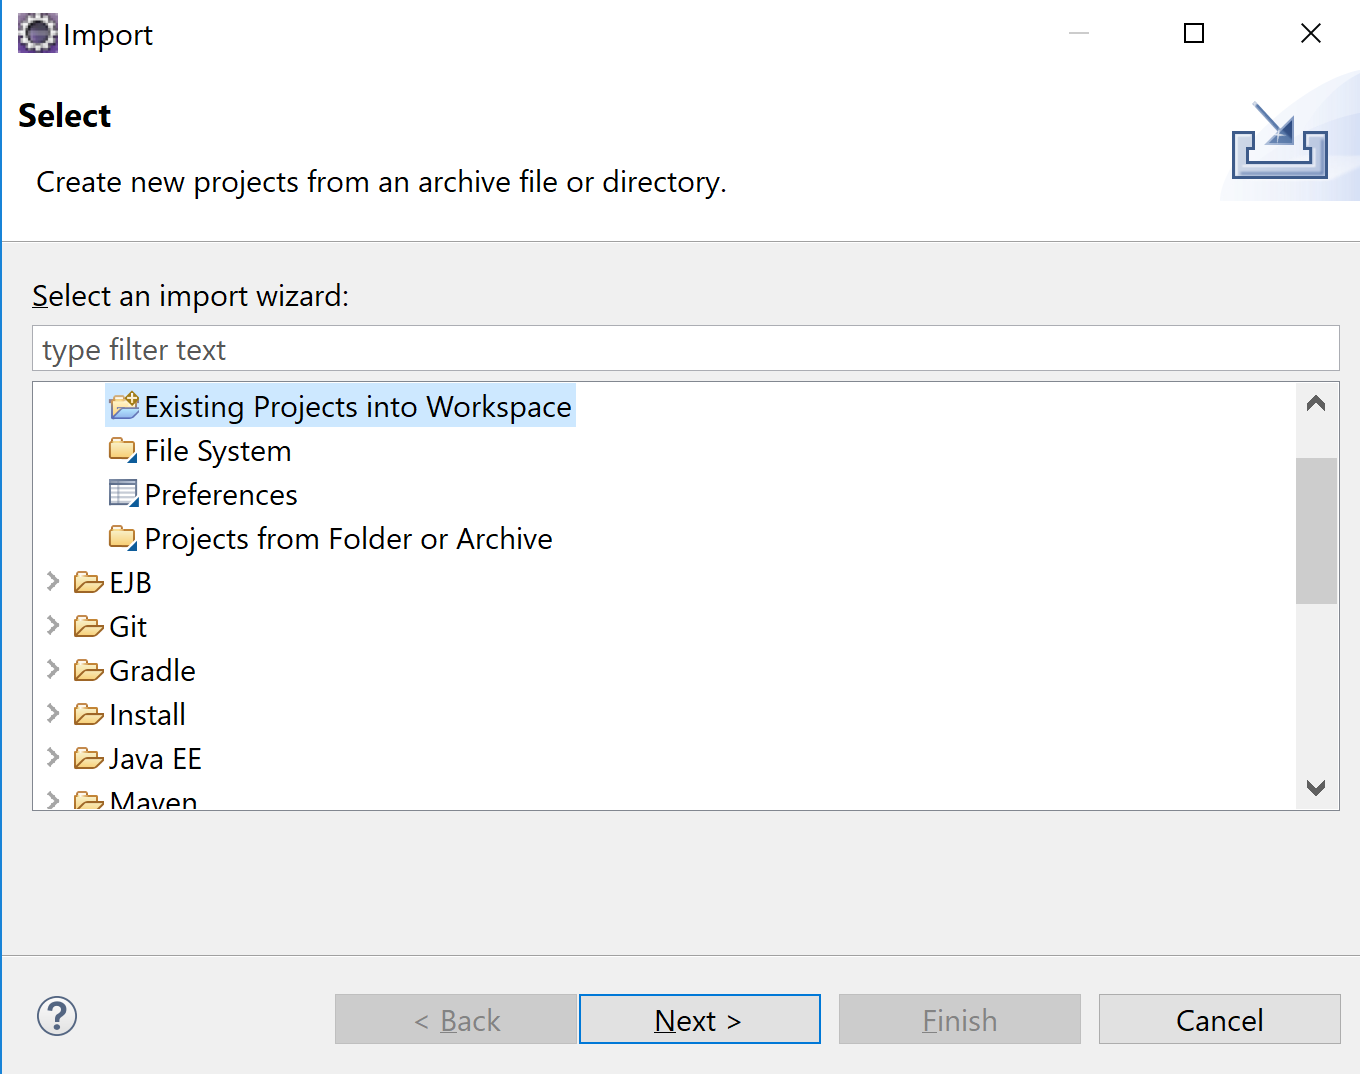 Import
Select
Create new projects from an archive file or directory.
Select an import wizard:
type filter text
Existing Projects into Workspace
File System
Preferences
Projects from Folder or Archive
EJB
Git
Gradle
Install
Java EE
Maven
? < Back Next > Finish Cancel